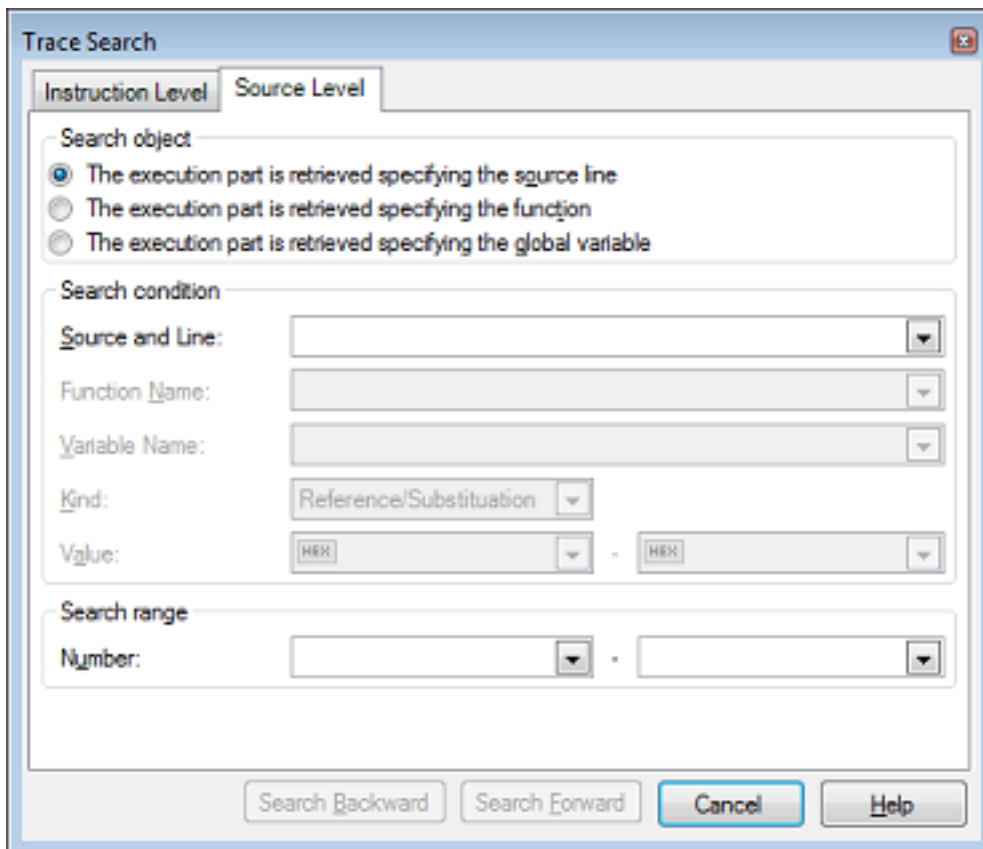 Trace Search
Instruction Level Source Level
Search object
The execution part is retrieved specifying the source line
The execution part is retrieved specifying the function
The execution part is retrieved specifying the global variable
Search condition
Source and Line:
Function Name:
Variable Name:
Kind: Reference/Substituation
Value: HEX - HEX
Search range
Number: -
Search Backward Search Forward Cancel Help